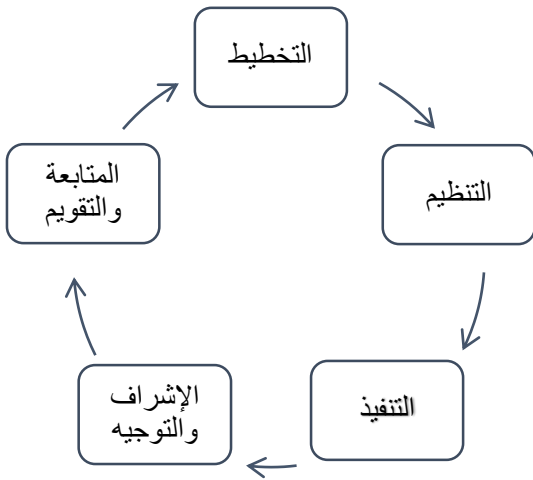 التخطيط
التنظيم
التنفيذ
الإشراف
والتوجيه
المتابعة
والتقويم